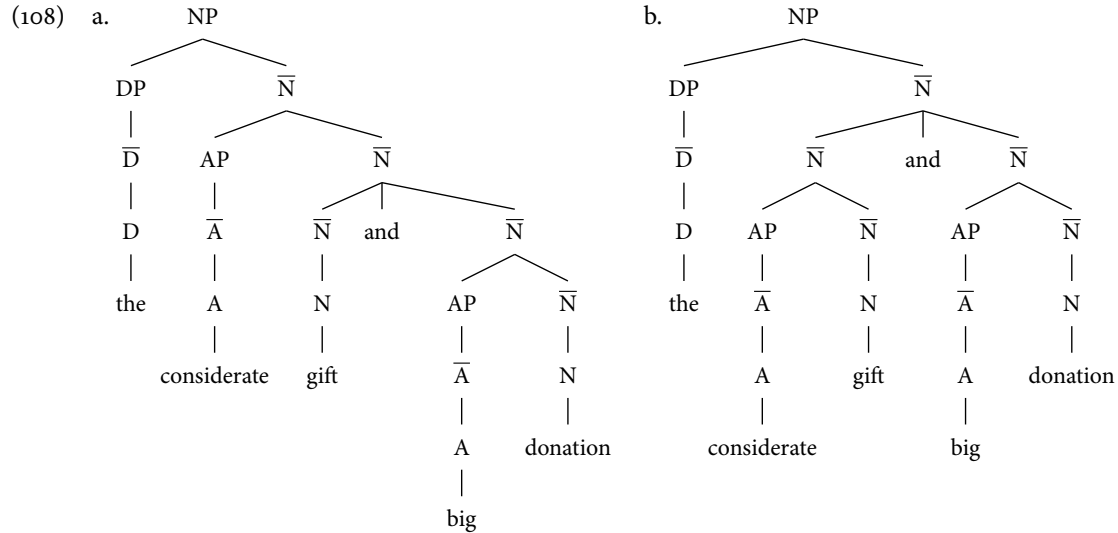 (108) a. NP b. NP
DP N̅ DP N̅
D̅ AP N̅ D̅ N̅ and N̅
D A̅ N̅ and N̅ D AP N̅ AP N̅
the A N AP N̅ the A̅ N A̅ N
considerate gift A̅ N A gift A donation
A donation considerate big
big